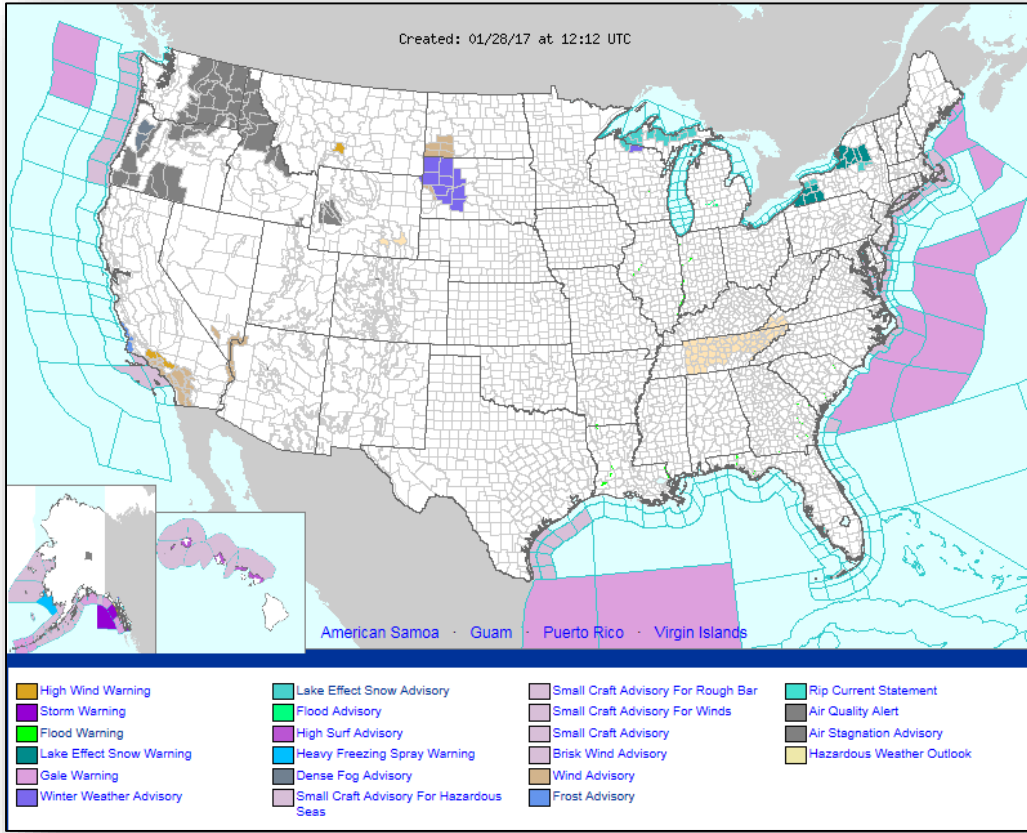 Created: 01/28/17 at 12:12 UTC
American Samoa · Guam · Puerto Rico · Virgin Islands
High Wind Warning
Storm Warning
Flood Warning
Lake Effect Snow Warning
Gale Warning
Winter Weather Advisory
Lake Effect Snow Advisory
Flood Advisory
High Surf Advisory
Heavy Freezing Spray Warning
Dense Fog Advisory
Small Craft Advisory For Hazardous
Seas
Small Craft Advisory For Rough Bar
Small Craft Advisory For Winds
Small Craft Advisory
Brisk Wind Advisory
Wind Advisory
Frost Advisory
Rip Current Statement
Air Quality Alert
Air Stagnation Advisory
Hazardous Weather Outlook